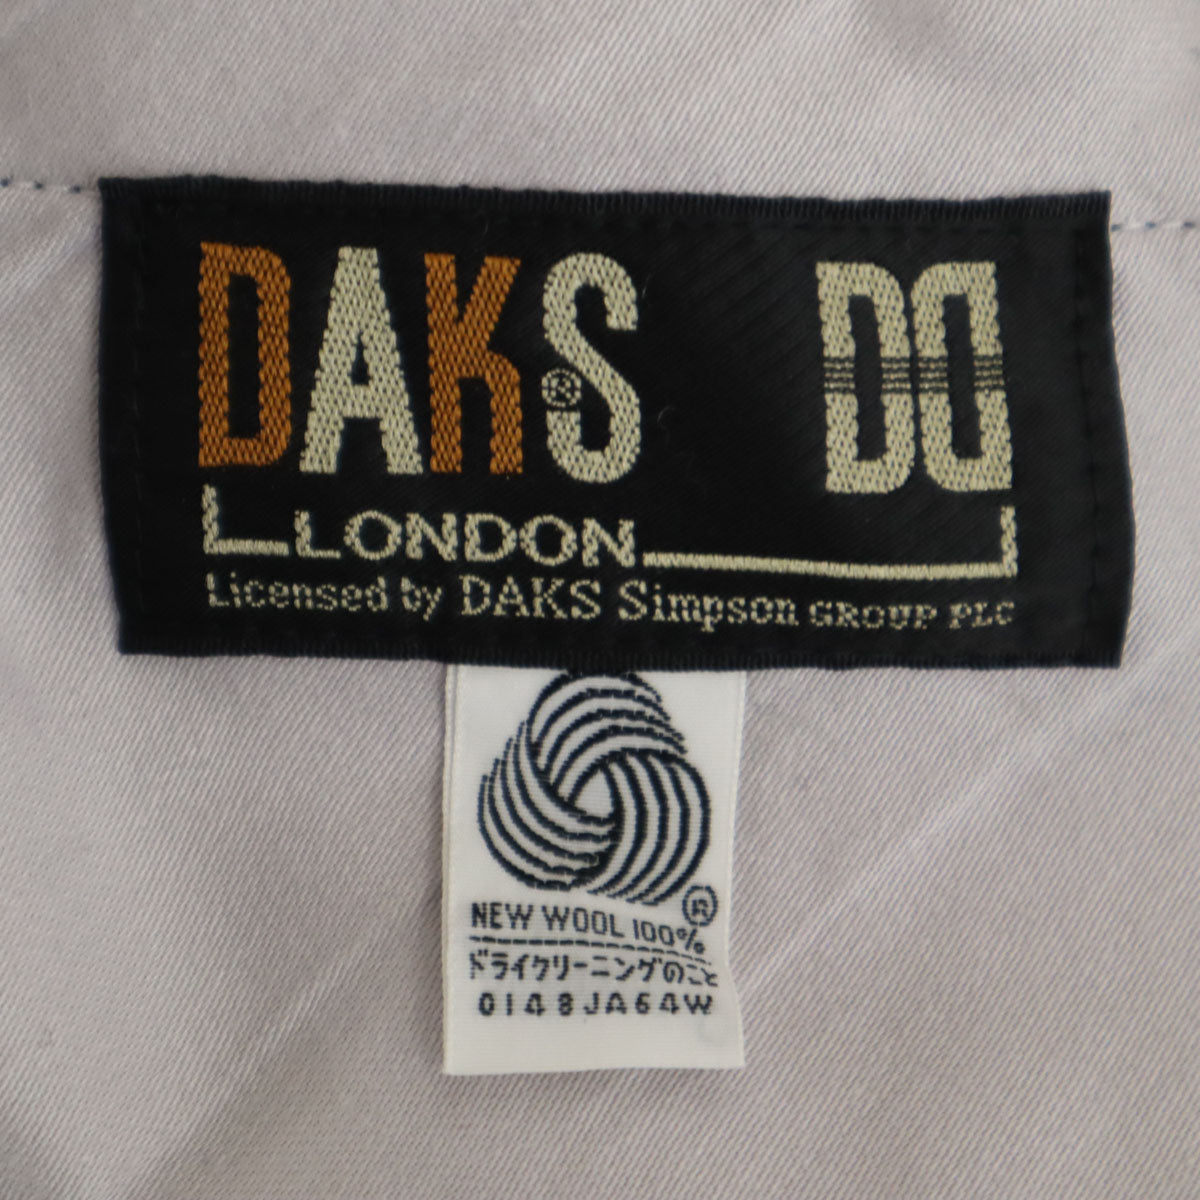 DAKS® DD
LONDON
Licensed by DAKS Simpson GROUP PLC
®
NEW WOOL 100%
ドライクリーニングのこと
0148JA64W